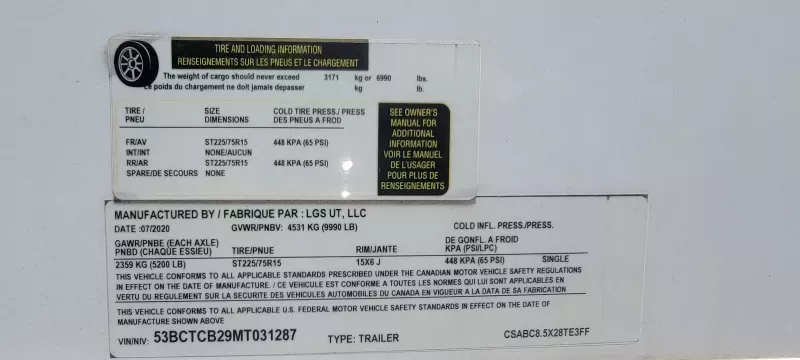 TIRE AND LOADING INFORMATION
RENSEIGNEMENTS SUR LES PNEUS ET LE CHARGEMENT
The weight of cargo should never exceed 3171 kg or 6990 lbs.
Le poids du chargement ne doit jamais depasser kg lb.
TIRE / SIZE COLD TIRE PRESS./ PRESS
PNEU DIMENSIONS DES PNEUS A FROD
FR/AV ST225/75R15 448 KPA (65 PSI)
INT/INT NONE/AUCUN
RR/AR ST225/75R15 448 KPA (65 PSI)
SPARE/DE SECOURS NONE
SEE OWNER'S
MANUAL FOR
ADDITIONAL
INFORMATION
VOIR LE MANUEL
DE L'USAGER
POUR PLUS DE
RENSEIGNEMENTS
MANUFACTURED BY / FABRIQUE PAR : LGS UT, LLC
DATE :07/2020 GVWR/PNBV: 4531 KG (9990 LB) COLD INFL. PRESS./PRESS.
GAWR/PNBE (EACH AXLE) DE GONFL. A FROID
PNBD (CHAQUE ESSIEU) TIRE/PNUE RIM/JANTE KPA (PSI/LPC)
2359 KG (5200 LB) ST225/75R15 15X6 J 448 KPA (65 PSI) SINGLE
THIS VEHICLE CONFORMS TO ALL APPLICABLE STANDARDS PRESCRIBED UNDER THE CANADIAN MOTOR VEHICLE SAFETY REGULATIONS
IN EFFECT ON THE DATE OF MANUFACTURE. / CE VEHICULE EST CONFORME A TOUTES LES NORMES QUI LUI SONT APPLICABLES EN
VERTU DU REGULEMENT SUR LA SECURITE DES VEHICULES AUTOMOBILES DU CANADA EN VIGUEUR A LA DATA DE SA FABRICATION
THIS VEHICLE CONFORMS TO ALL APPLICABLE U.S. FEDERAL MOTOR VEHICLE SAFETY STANDARDS IN EFFECT ON THE DATE OF
MANUFACTURE SHOWN ABOVE
VIN/NIV: 53BCTCB29MT031287 TYPE: TRAILER CSABC8.5X28TE3FF